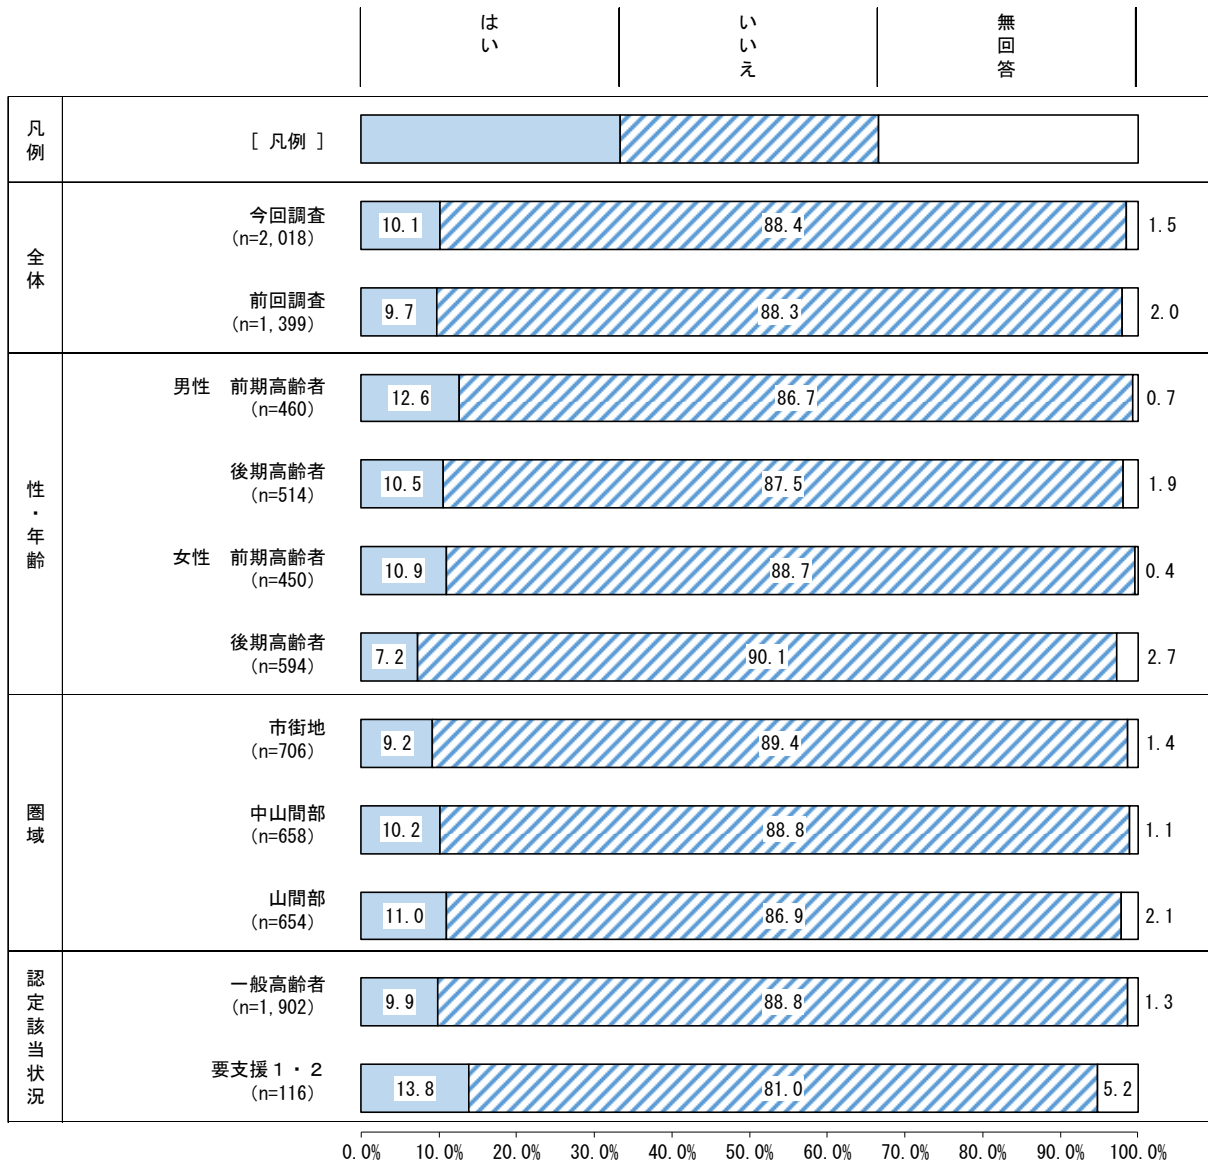 はい
いいえ
無回答
凡例
[ 凡例 ]
全体
今回調査
(n=2,018)
10.1
88.4
1.5
前回調査
(n=1,399)
9.7
88.3
2.0
性・年齢
男性　前期高齢者
(n=460)
12.6
86.7
0.7
後期高齢者
(n=514)
10.5
87.5
1.9
女性　前期高齢者
(n=450)
10.9
88.7
0.4
後期高齢者
(n=594)
7.2
90.1
2.7
圏域
市街地
(n=706)
9.2
89.4
1.4
中山間部
(n=658)
10.2
88.8
1.1
山間部
(n=654)
11.0
86.9
2.1
認定該当状況
一般高齢者
(n=1,902)
9.9
88.8
1.3
要支援１・２
(n=116)
13.8
81.0
5.2
0.0% 10.0% 20.0% 30.0% 40.0% 50.0% 60.0% 70.0% 80.0% 90.0% 100.0%